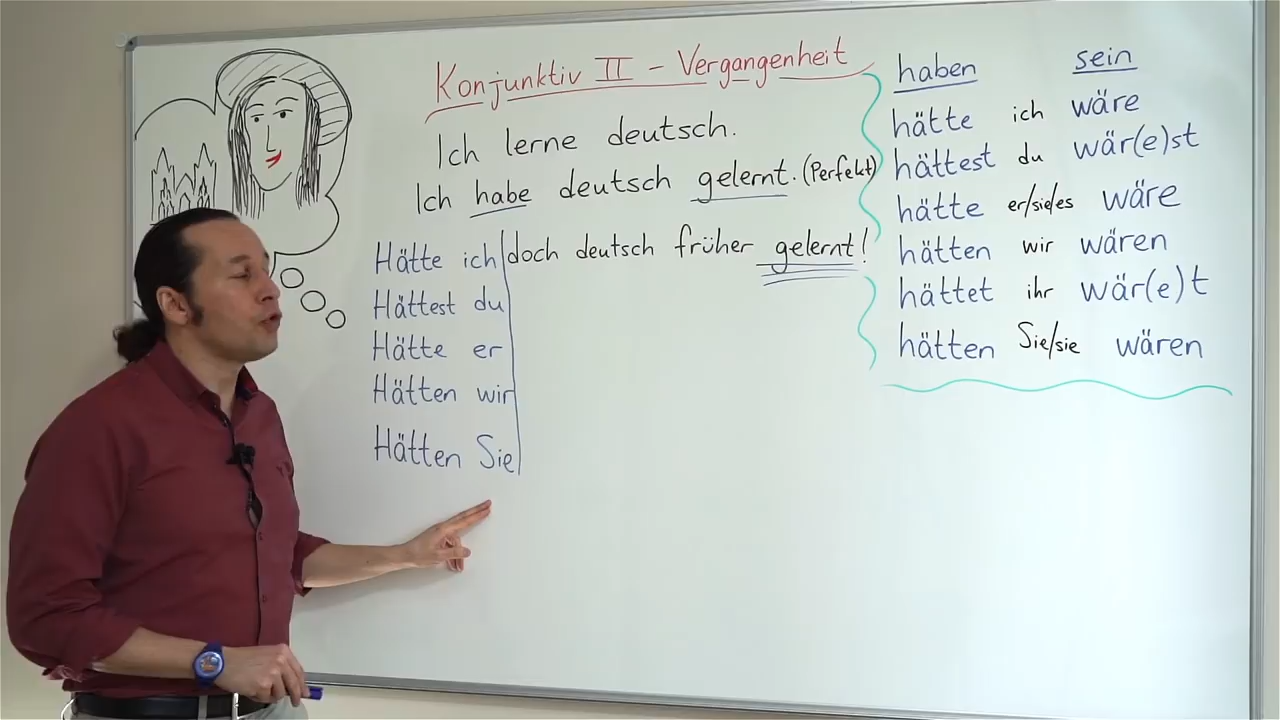 Konjunktiv II - Vergangenheit
Ich lerne deutsch.
Ich habe deutsch gelernt. (Perfekt)
Hätte ich doch deutsch früher gelernt!
Hättest du
Hätte er
Hätten wir
Hätten Sie
haben sein
hätte ich wäre
hättest du wär(e)st
hätte er/sie/es wäre
hätten wir wären
hättet ihr wär(e)t
hätten Sie/sie wären